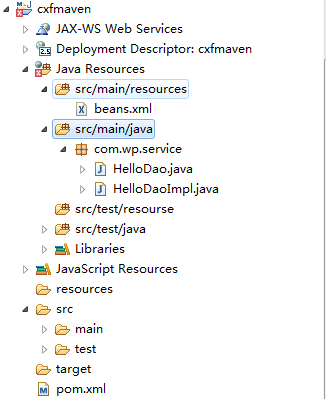 cxfmaven
JAX-WS Web Services
Deployment Descriptor: cxfmaven
Java Resources
src/main/resources
beans.xml
src/main/java
com.wp.service
HelloDao.java
HelloDaoImpl.java
src/test/resourse
src/test/java
Libraries
JavaScript Resources
resources
src
main
test
target
pom.xml